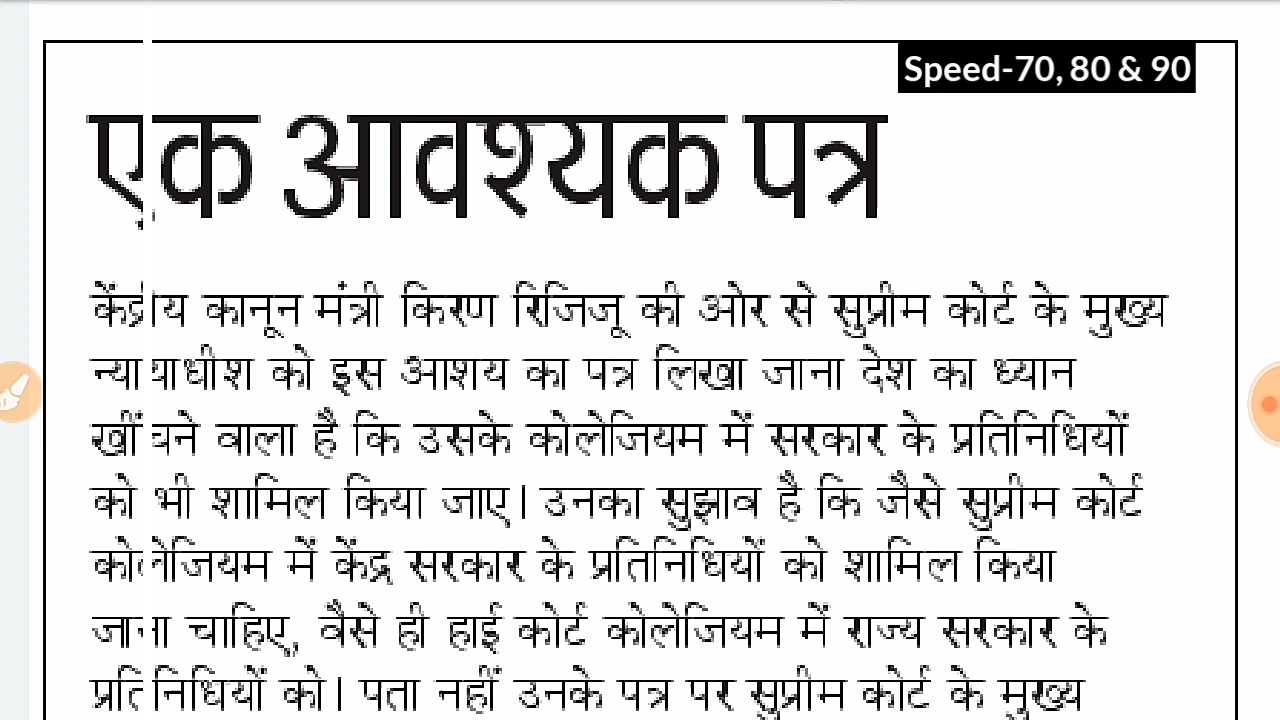 Speed-70, 80 & 90
एक आवश्यक पत्र
केंद्रीय कानून मंत्री किरण रिजिजू की ओर से सुप्रीम कोर्ट के मुख्य
न्यायाधीश को इस आशय का पत्र लिखा जाना देश का ध्यान
खींचने वाला है कि उसके कोलेजियम में सरकार के प्रतिनिधियों
को भी शामिल किया जाए। उनका सुझाव है कि जैसे सुप्रीम कोर्ट
कोलेजियम में केंद्र सरकार के प्रतिनिधियों को शामिल किया
जाना चाहिए, वैसे ही हाई कोर्ट कोलेजियम में राज्य सरकार के
प्रतिनिधियों को। पता नहीं उनके पत्र पर सुप्रीम कोर्ट के मुख्य